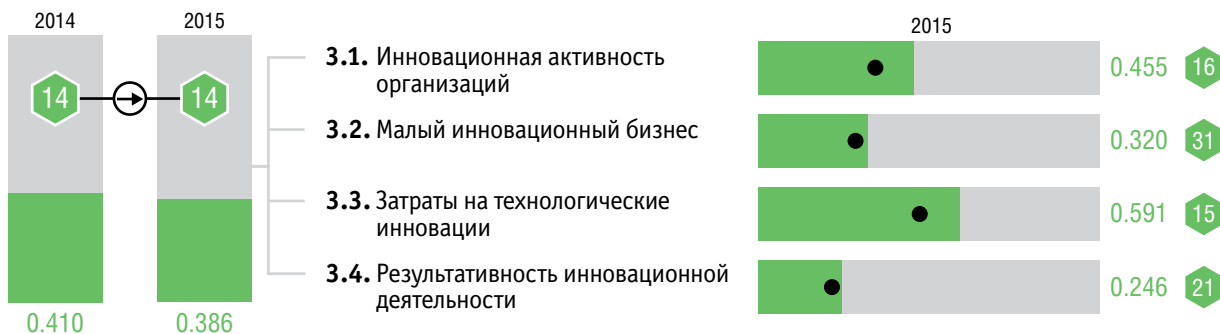 2014
2015
14
14
0.410
0.386
3.1. Инновационная активность
организаций
3.2. Малый инновационный бизнес
3.3. Затраты на технологические
инновации
3.4. Результативность инновационной
деятельности
2015
0.455 16
0.320 31
0.591 15
0.246 21